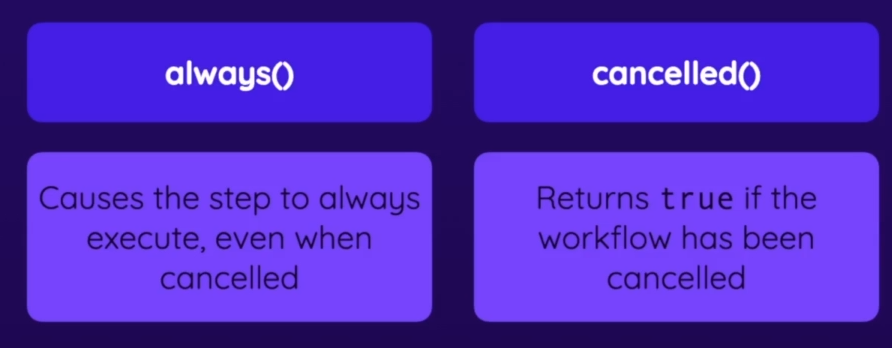 always()
cancelled()
Causes the step to always
execute, even when
cancelled
Returns true if the
workflow has been
cancelled